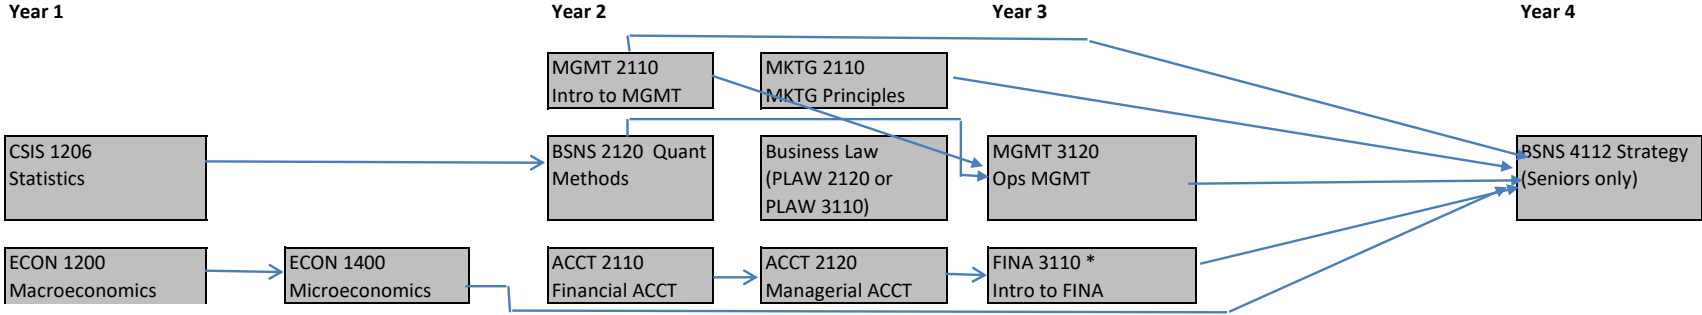 Year 1
Year 2
Year 3
Year 4
MGMT 2110
Intro to MGMT
MKTG 2110
MKTG Principles
CSIS 1206
Statistics
BSNS 2120  Quant
Methods
Business Law
(PLAW 2120 or
PLAW 3110)
MGMT 3120
Ops MGMT
BSNS 4112 Strategy
(Seniors only)
ECON 1200
Macroeconomics
ECON 1400
Microeconomics
ACCT 2110
Financial ACCT
ACCT 2120
Managerial ACCT
FINA 3110 *
Intro to FINA